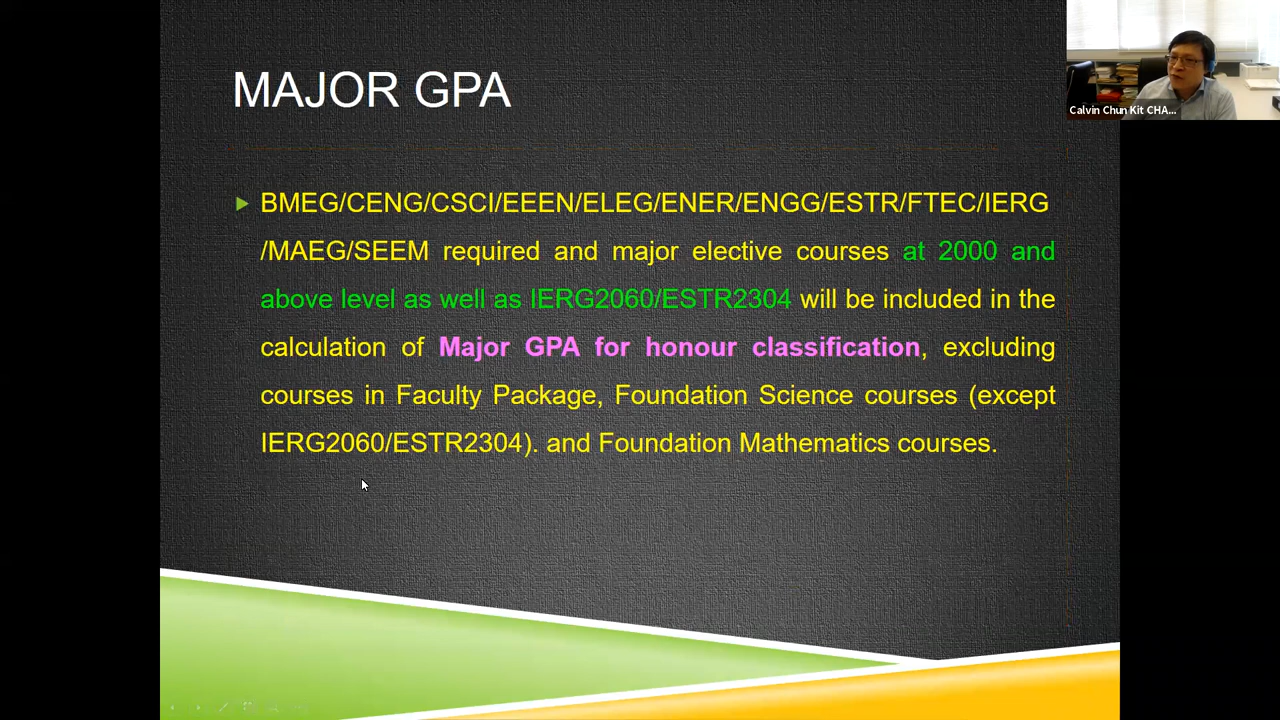 MAJOR GPA
Calvin Chun Kit CHA...
BMEG/CENG/CSCI/EEEN/ELEG/ENER/ENGG/ESTR/FTEC/IERG
/MAEG/SEEM required and major elective courses at 2000 and
above level as well as IERG2060/ESTR2304 will be included in the
calculation of Major GPA for honour classification, excluding
courses in Faculty Package, Foundation Science courses (except
IERG2060/ESTR2304). and Foundation Mathematics courses.